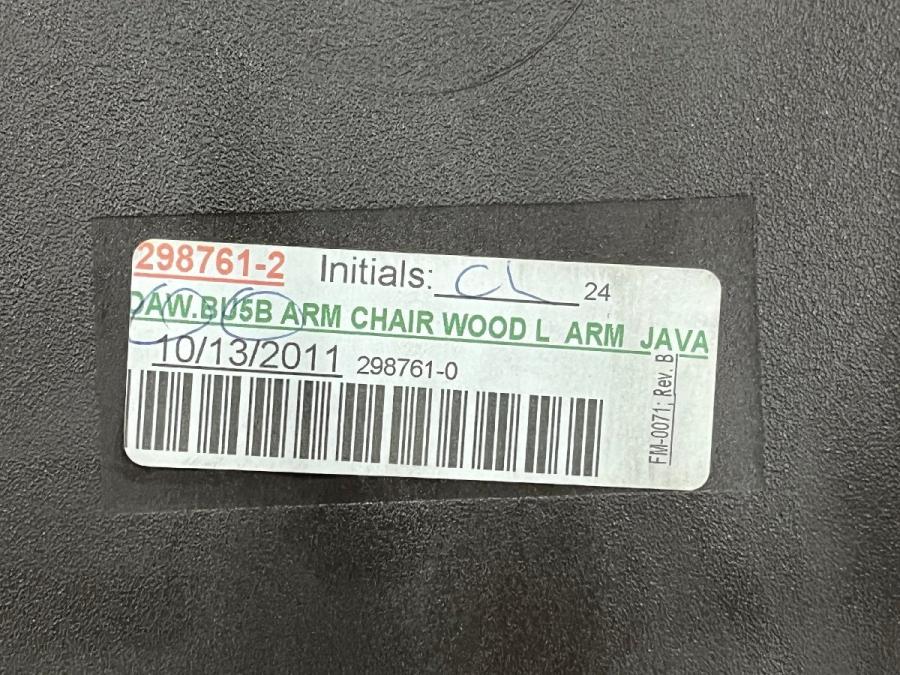 298761-2 Initials: CL 24
DAW.BU5B ARM CHAIR WOOD L ARM JAVA
10/13/2011 298761-0
FM-0071; Rev. B